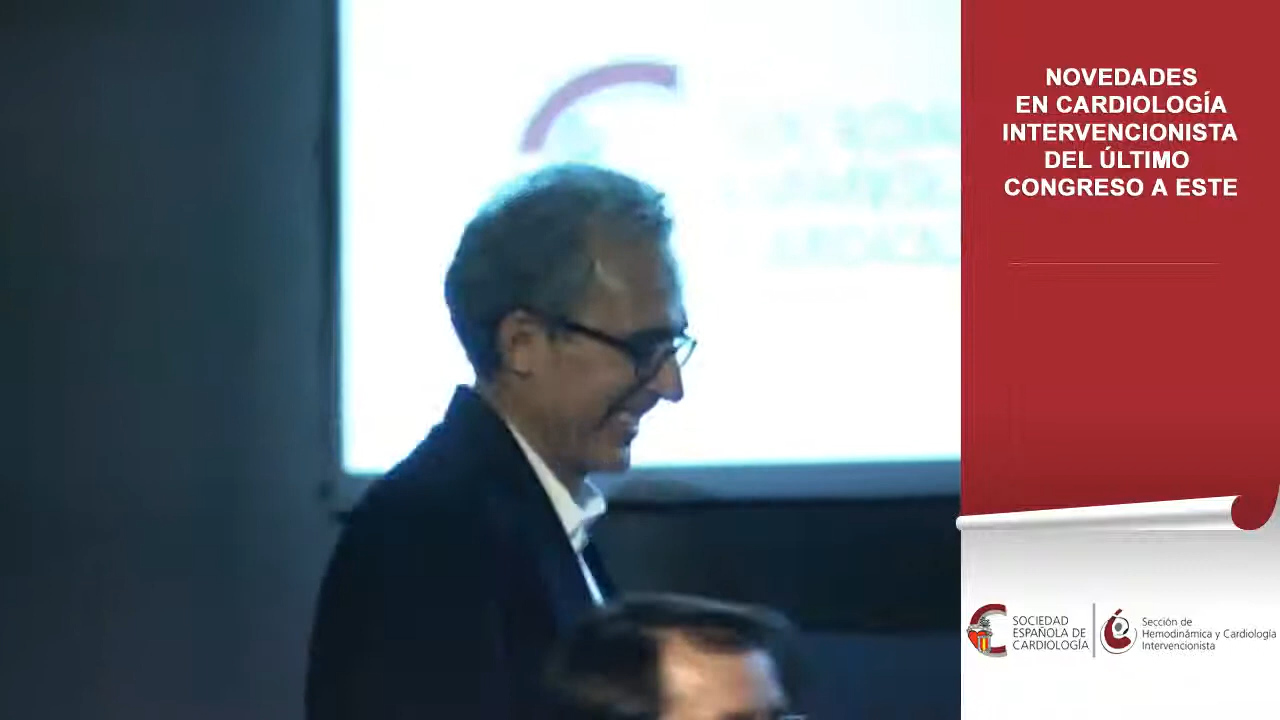 NOVEDADES
EN CARDIOLOGÍA
INTERVENCIONISTA
DEL ÚLTIMO
CONGRESO A ESTE
SOCIEDAD
ESPAÑOLA DE
CARDIOLOGÍA
Sección de
Hemodinámica y Cardiología
Intervencionista